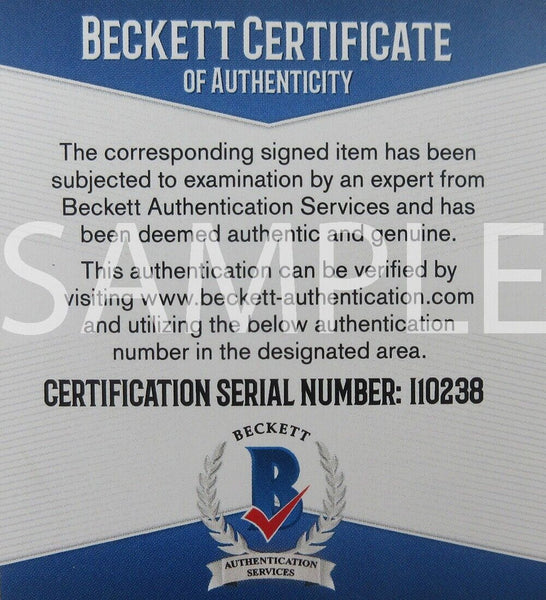 BECKETT CERTIFICATE
OF AUTHENTICITY
The corresponding signed item has been
subjected to examination by an expert from
Beckett Authentication Services and has
been deemed authentic and genuine.
SAMPLE
This authentication can be verified by
visiting www.beckett-authentication.com
and utilizing the below authentication
number in the designated area.
CERTIFICATION SERIAL NUMBER: I10238
BECKETT
B
AUTHENTICATION
SERVICES